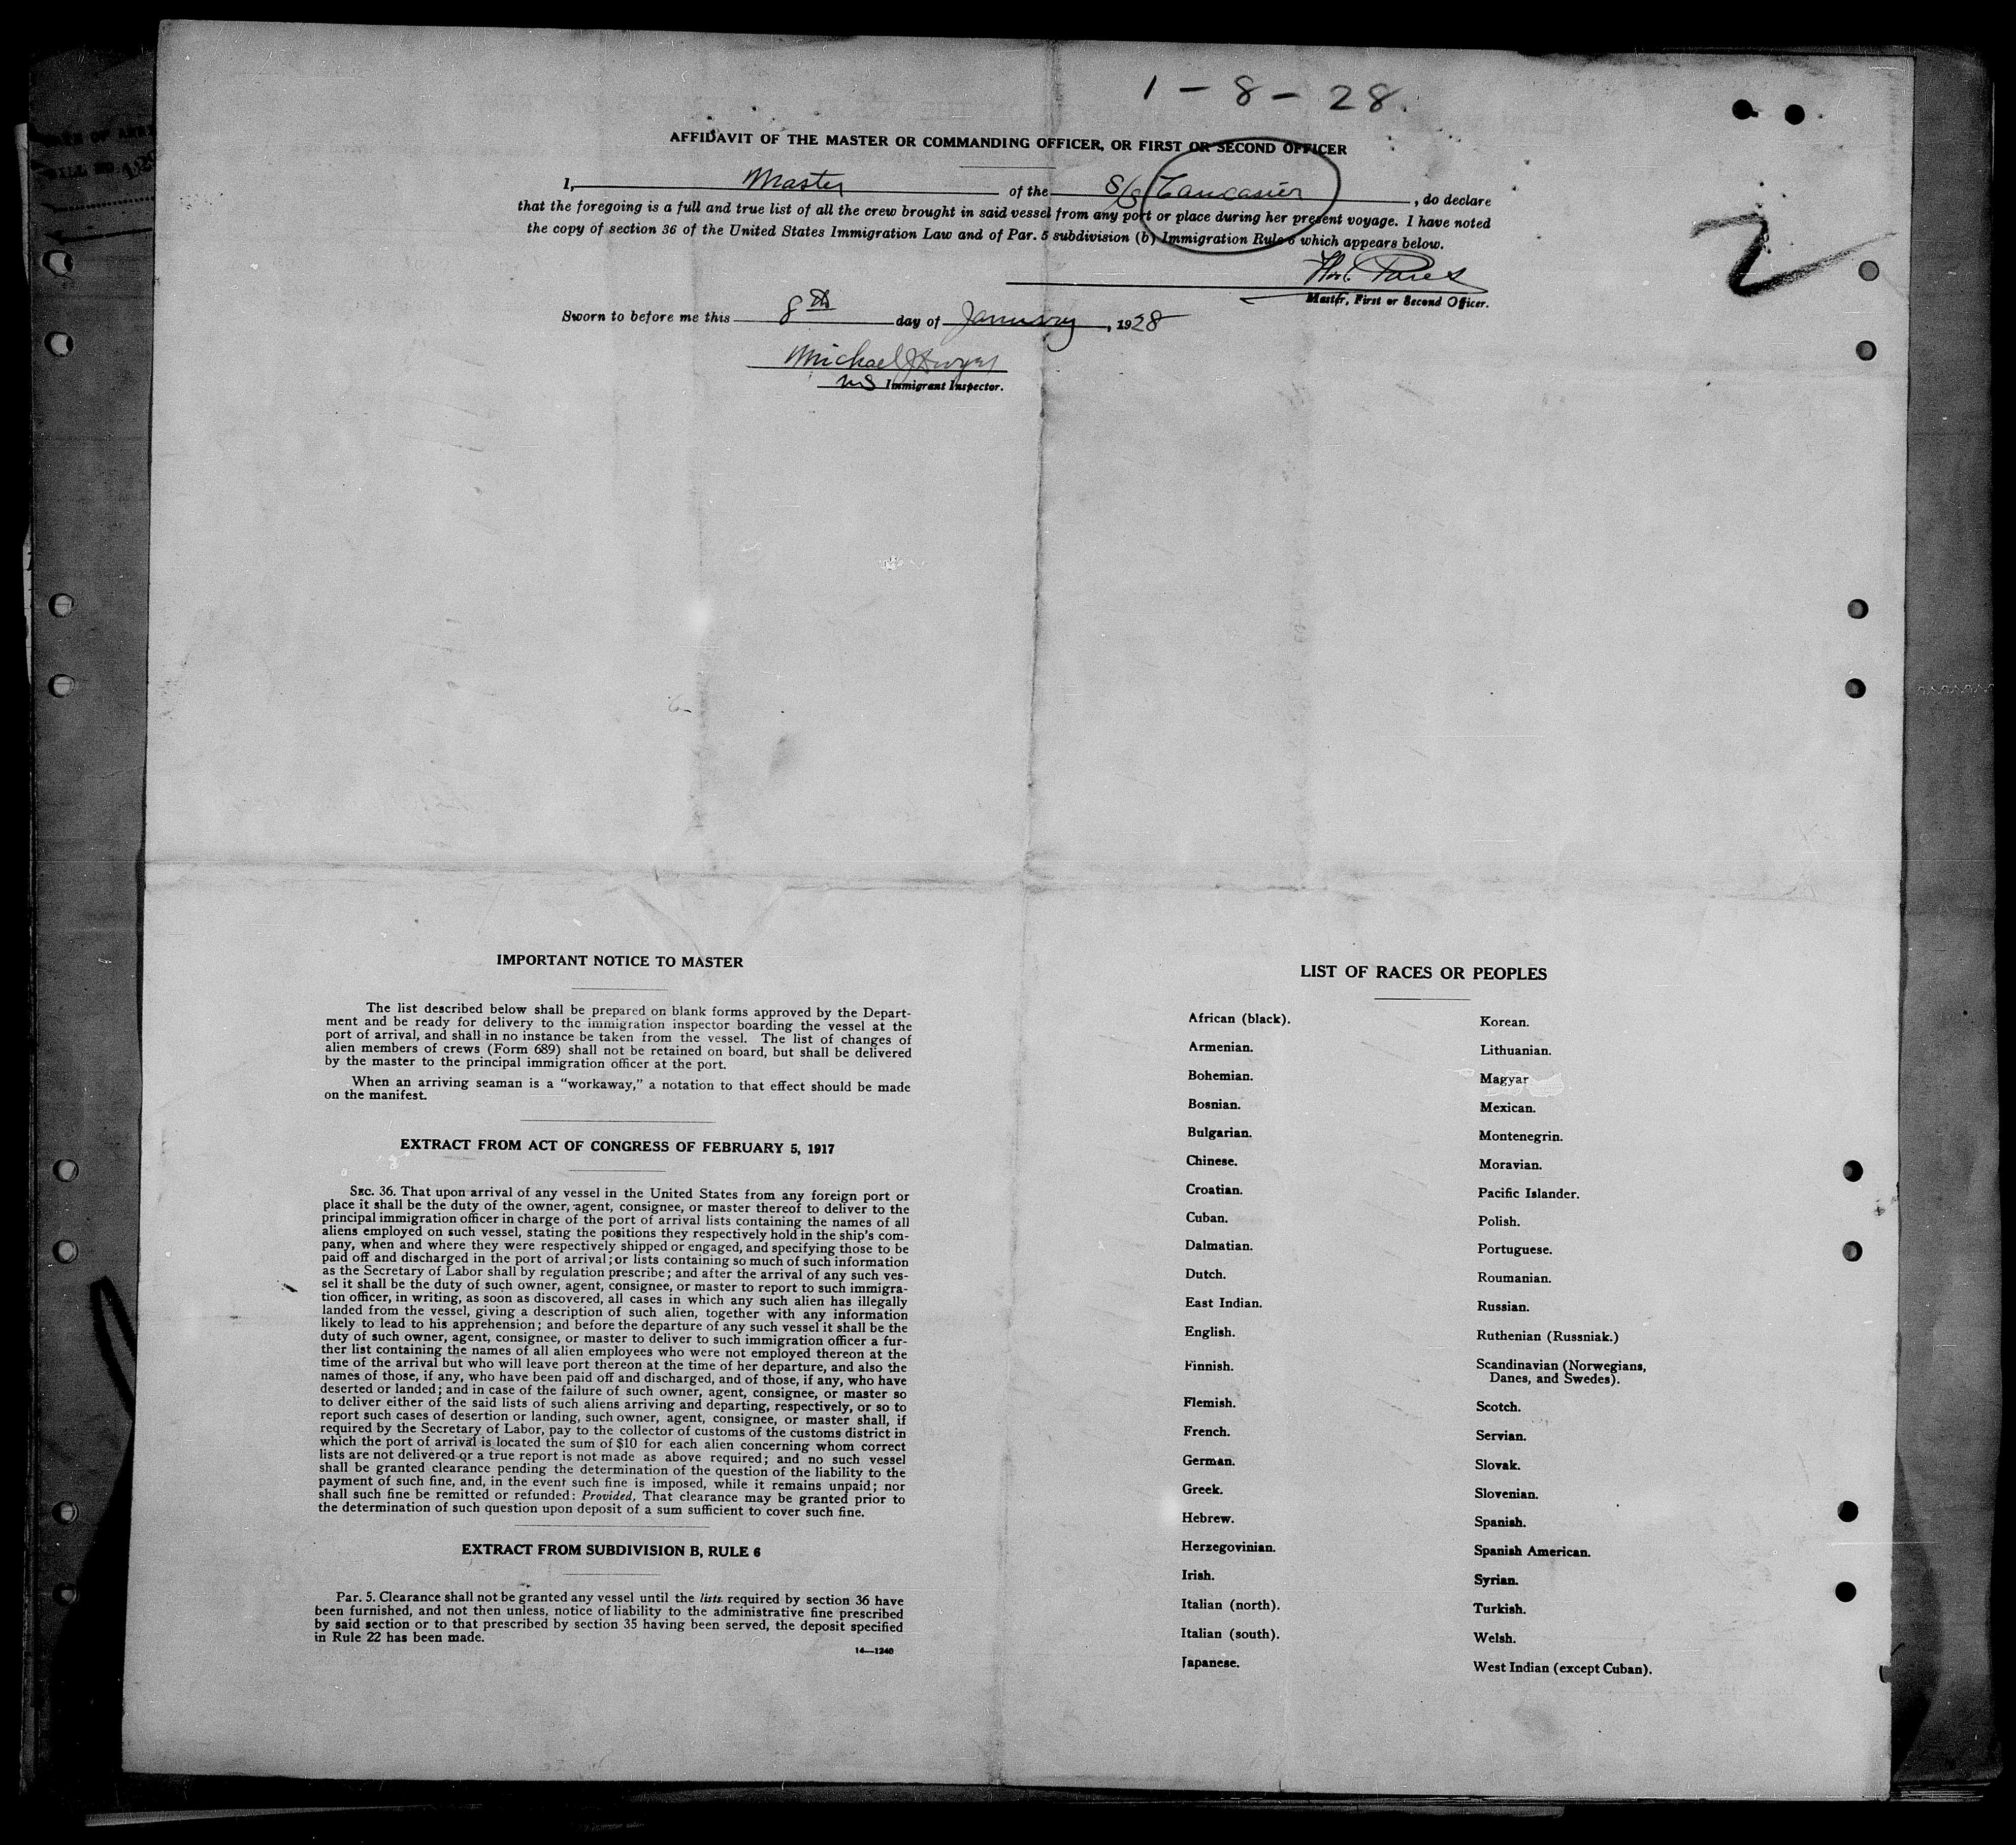 1-8-28.
AFFIDAVIT OF THE MASTER OR COMMANDING OFFICER, OR FIRST OR SECOND OFFICER
I, Master of the S/S , do declare
that the foregoing is a full and true list of all the crew brought in said vessel from any port or place during her present voyage. I have noted
the copy of section 36 of the United States Immigration Law and of Par. 5 subdivision (b) Immigration Rule 6 which appears below.
Master, First or Second Officer.
Sworn to before me this 8th day of January, 1928
Michael J Dwyer
US Immigrant Inspector.
2
IMPORTANT NOTICE TO MASTER
The list described below shall be prepared on blank forms approved by the Depart-
ment and be ready for delivery to the immigration inspector boarding the vessel at the
port of arrival, and shall in no instance be taken from the vessel. The list of changes of
alien members of crews (Form 689) shall not be retained on board, but shall be delivered
by the master to the principal immigration officer at the port.
When an arriving seaman is a "workaway," a notation to that effect should be made
on the manifest.
EXTRACT FROM ACT OF CONGRESS OF FEBRUARY 5, 1917
SEC. 36. That upon arrival of any vessel in the United States from any foreign port or
place it shall be the duty of the owner, agent, consignee, or master thereof to deliver to the
principal immigration officer in charge of the port of arrival lists containing the names of all
aliens employed on such vessel, stating the positions they respectively hold in the ship's com-
pany, when and where they were respectively shipped or engaged, and specifying those to be
paid off and discharged in the port of arrival; or lists containing so much of such information
as the Secretary of Labor shall by regulation prescribe; and after the arrival of any such ves-
sel it shall be the duty of such owner, agent, consignee, or master to report to such immigra-
tion officer, in writing, as soon as discovered, all cases in which any such alien has illegally
landed from the vessel, giving a description of such alien, together with any information
likely to lead to his apprehension; and before the departure of any such vessel it shall be the
duty of such owner, agent, consignee, or master to deliver to such immigration officer a fur-
ther list containing the names of all alien employees who were not employed thereon at the
time of the arrival but who will leave port thereon at the time of her departure, and also the
names of those, if any, who have been paid off and discharged, and of those, if any, who have
deserted or landed; and in case of the failure of such owner, agent, consignee, or master so
to deliver either of the said lists of such aliens arriving and departing, respectively, or so to
report such cases of desertion or landing, such owner, agent, consignee, or master shall, if
required by the Secretary of Labor, pay to the collector of customs of the customs district in
which the port of arrival is located the sum of $10 for each alien concerning whom correct
lists are not delivered or a true report is not made as above required; and no such vessel
shall be granted clearance pending the determination of the question of the liability to the
payment of such fine, and, in the event such fine is imposed, while it remains unpaid; nor
shall such fine be remitted or refunded: Provided, That clearance may be granted prior to
the determination of such question upon deposit of a sum sufficient to cover such fine.
EXTRACT FROM SUBDIVISION B, RULE 6
Par. 5. Clearance shall not be granted any vessel until the lists required by section 36 have
been furnished, and not then unless, notice of liability to the administrative fine prescribed
by said section or to that prescribed by section 35 having been served, the deposit specified
in Rule 22 has been made.
14—1240
LIST OF RACES OR PEOPLES
African (black).
Armenian.
Bohemian.
Bosnian.
Bulgarian.
Chinese.
Croatian.
Cuban.
Dalmatian.
Dutch.
East Indian.
English.
Finnish.
Flemish.
French.
German.
Greek.
Hebrew.
Herzegovinian.
Irish.
Italian (north).
Italian (south).
Japanese.
Korean.
Lithuanian.
Magyar
Mexican.
Montenegrin.
Moravian.
Pacific Islander.
Polish.
Portuguese.
Roumanian.
Russian.
Ruthenian (Russniak.)
Scandinavian (Norwegians,
Danes, and Swedes).
Scotch.
Servian.
Slovak.
Slovenian.
Spanish.
Spanish American.
Syrian.
Turkish.
Welsh.
West Indian (except Cuban).